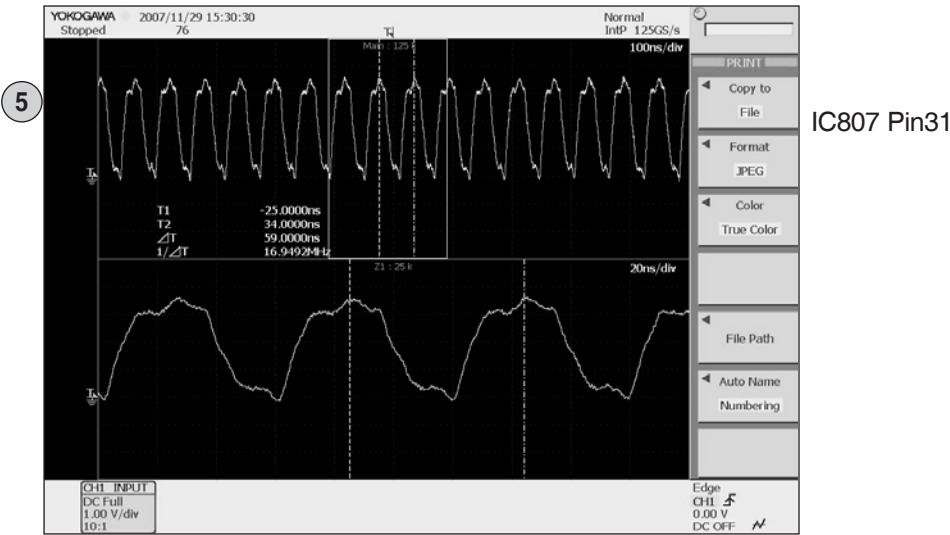 YOKOGAWA 2007/11/29 15:30:30
Stopped 76
Normal
IntP 125GS/s
Main : 125 k
100ns/div
5
IC807 Pin31
T1 -25.0000ns
T2 34.0000ns
⊿T 59.0000ns
1/⊿T 16.9492MHz
Z1 : 25 k
20ns/div
PRINT
Copy to
File
Format
JPEG
Color
True Color
File Path
Auto Name
Numbering
CH1 INPUT
DC Full
1.00 V/div
10:1
Edge
CH1
0.00 V
DC OFF